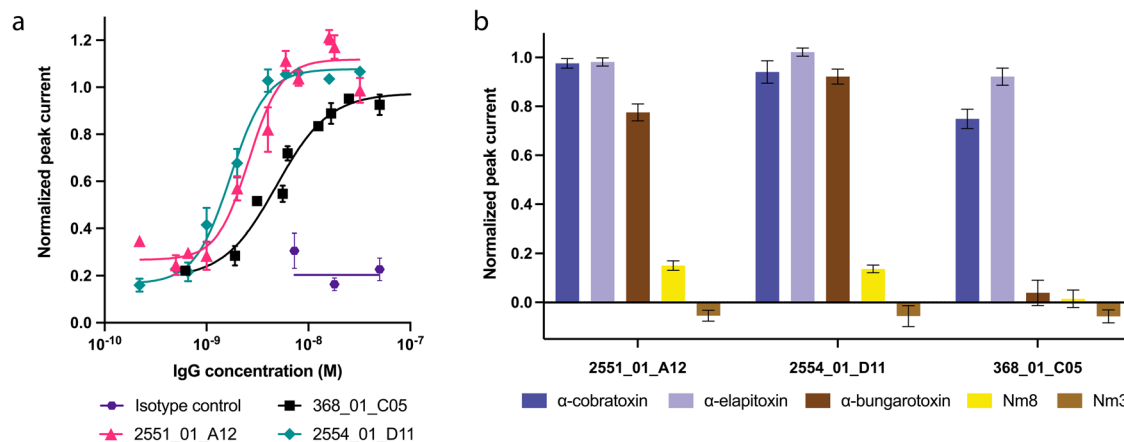 a
Normalized peak current
1.2
1.0
0.8
0.6
0.4
0.2
0.0
10-10
10-9
10-8
10-7
IgG concentration (M)
Isotype control
368_01_C05
2551_01_A12
2554_01_D11
b
Normalized peak current
1.0
0.8
0.6
0.4
0.2
0.0
2551_01_A12
2554_01_D11
368_01_C05
α-cobratoxin
α-elapitoxin
α-bungarotoxin
Nm8
Nm3